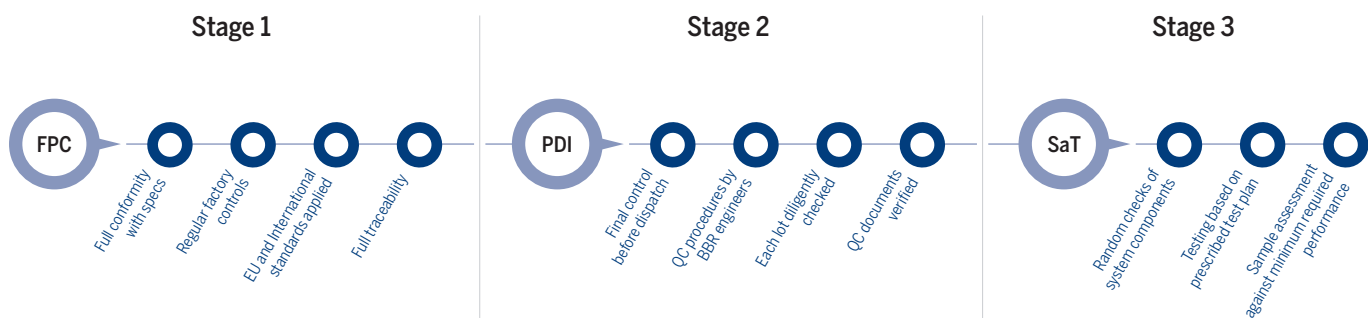 Stage 1
Stage 2
Stage 3
FPC
Full conformity
with specs
Regular factory
controls
EU and International
standards applied
Full traceability
PDI
Final control
before dispatch
QC procedures by
BBR engineers
Each lot diligently
checked
QC documents
verified
SaT
Random checks of
system components
Testing based on
prescribed test plan
Sample assessment
against minimum required
performance